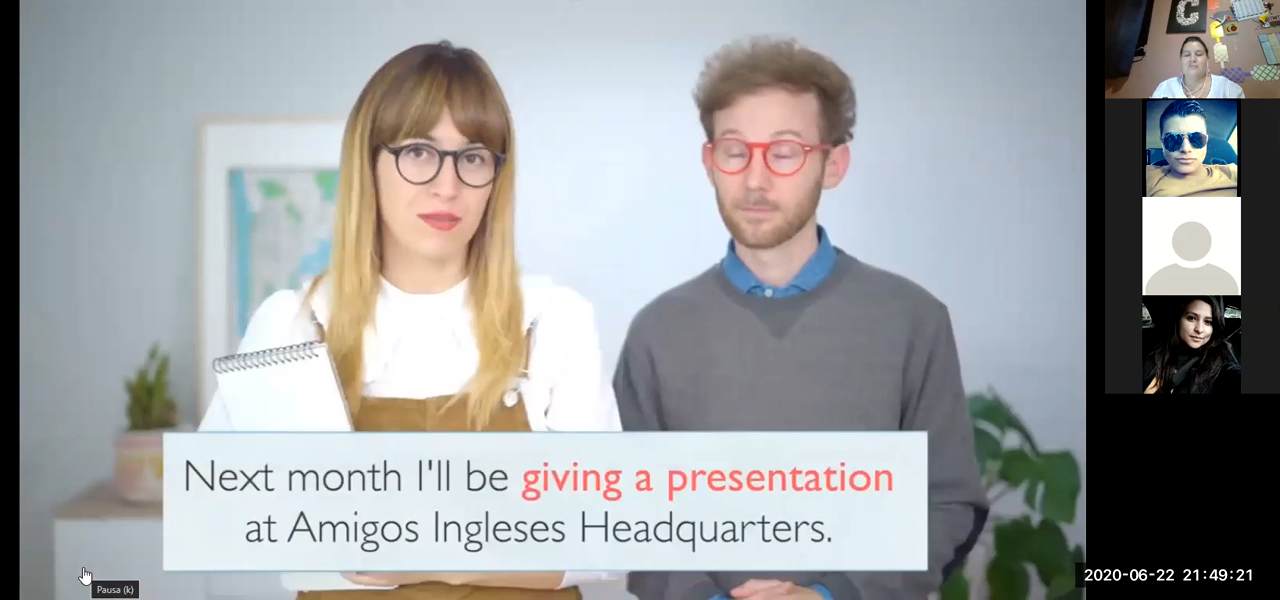 C
Next month I'll be giving a presentation
at Amigos Ingleses Headquarters.
Pausa (k)
2020-06-22 21:49:21